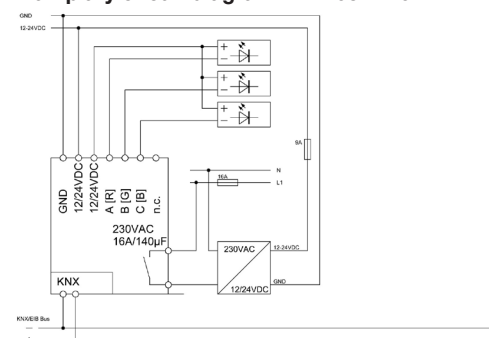 GND
12-24VDC
+
−
+
−
+
−
9A
N
16A
L1
GND
12/24VDC
12/24VDC
A [R]
B [G]
C [B]
n.c.
230VAC
16A/140µF
KNX
230VAC
12-24VDC
GND
12/24VDC
KNX/EIB Bus